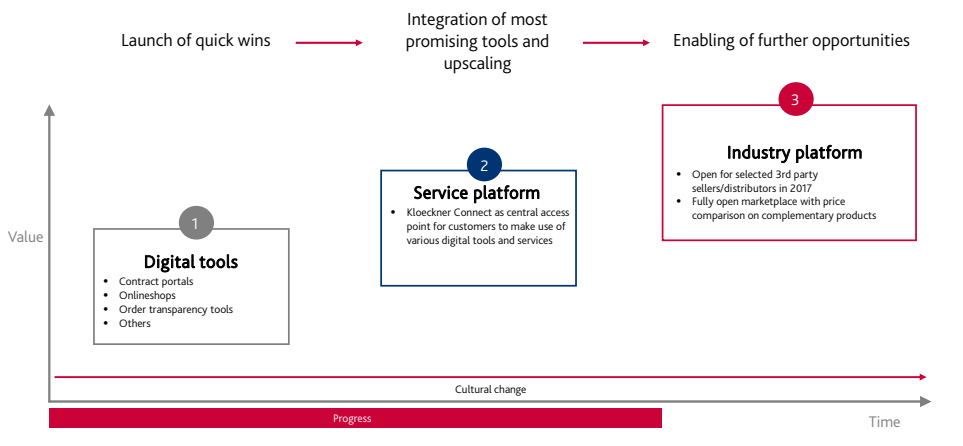 Launch of quick wins
Integration of most
promising tools and
upscaling
Enabling of further opportunities
Value
1
Digital tools
• Contract portals
• Onlineshops
• Order transparency tools
• Others
2
Service platform
• Kloeckner Connect as central access
point for customers to make use of
various digital tools and services
3
Industry platform
• Open for selected 3rd party
sellers/distributors in 2017
• Fully open marketplace with price
comparison on complementary products
Cultural change
Progress
Time